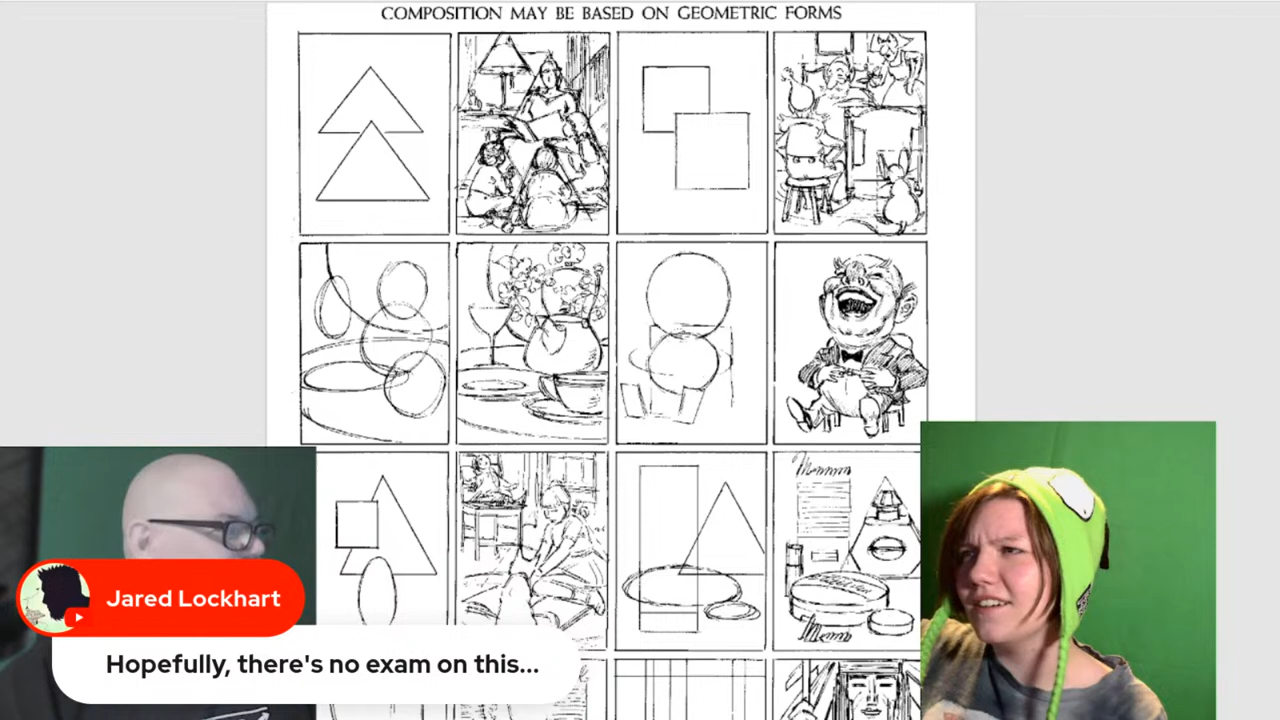 COMPOSITION MAY BE BASED ON GEOMETRIC FORMS
Jared Lockhart
Hopefully, there's no exam on this...